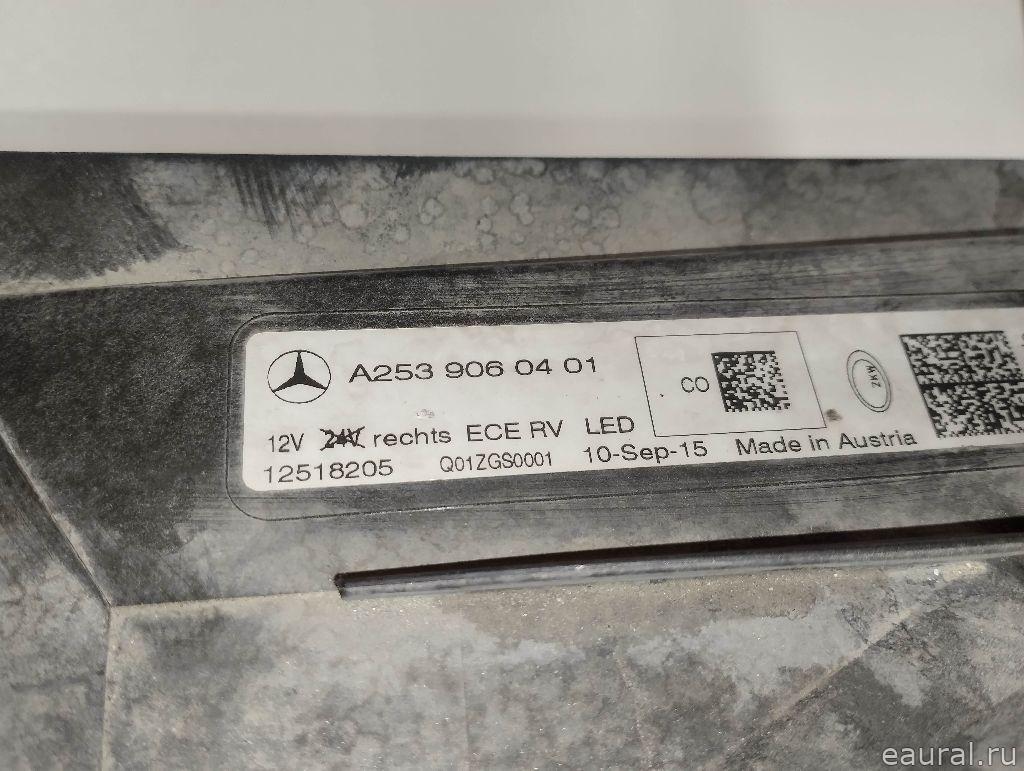 A253 906 04 01
CO
ZKW
12V 24V rechts ECE RV LED
12518205 Q01ZGS0001 10-Sep-15 Made in Austria
eaural.ru